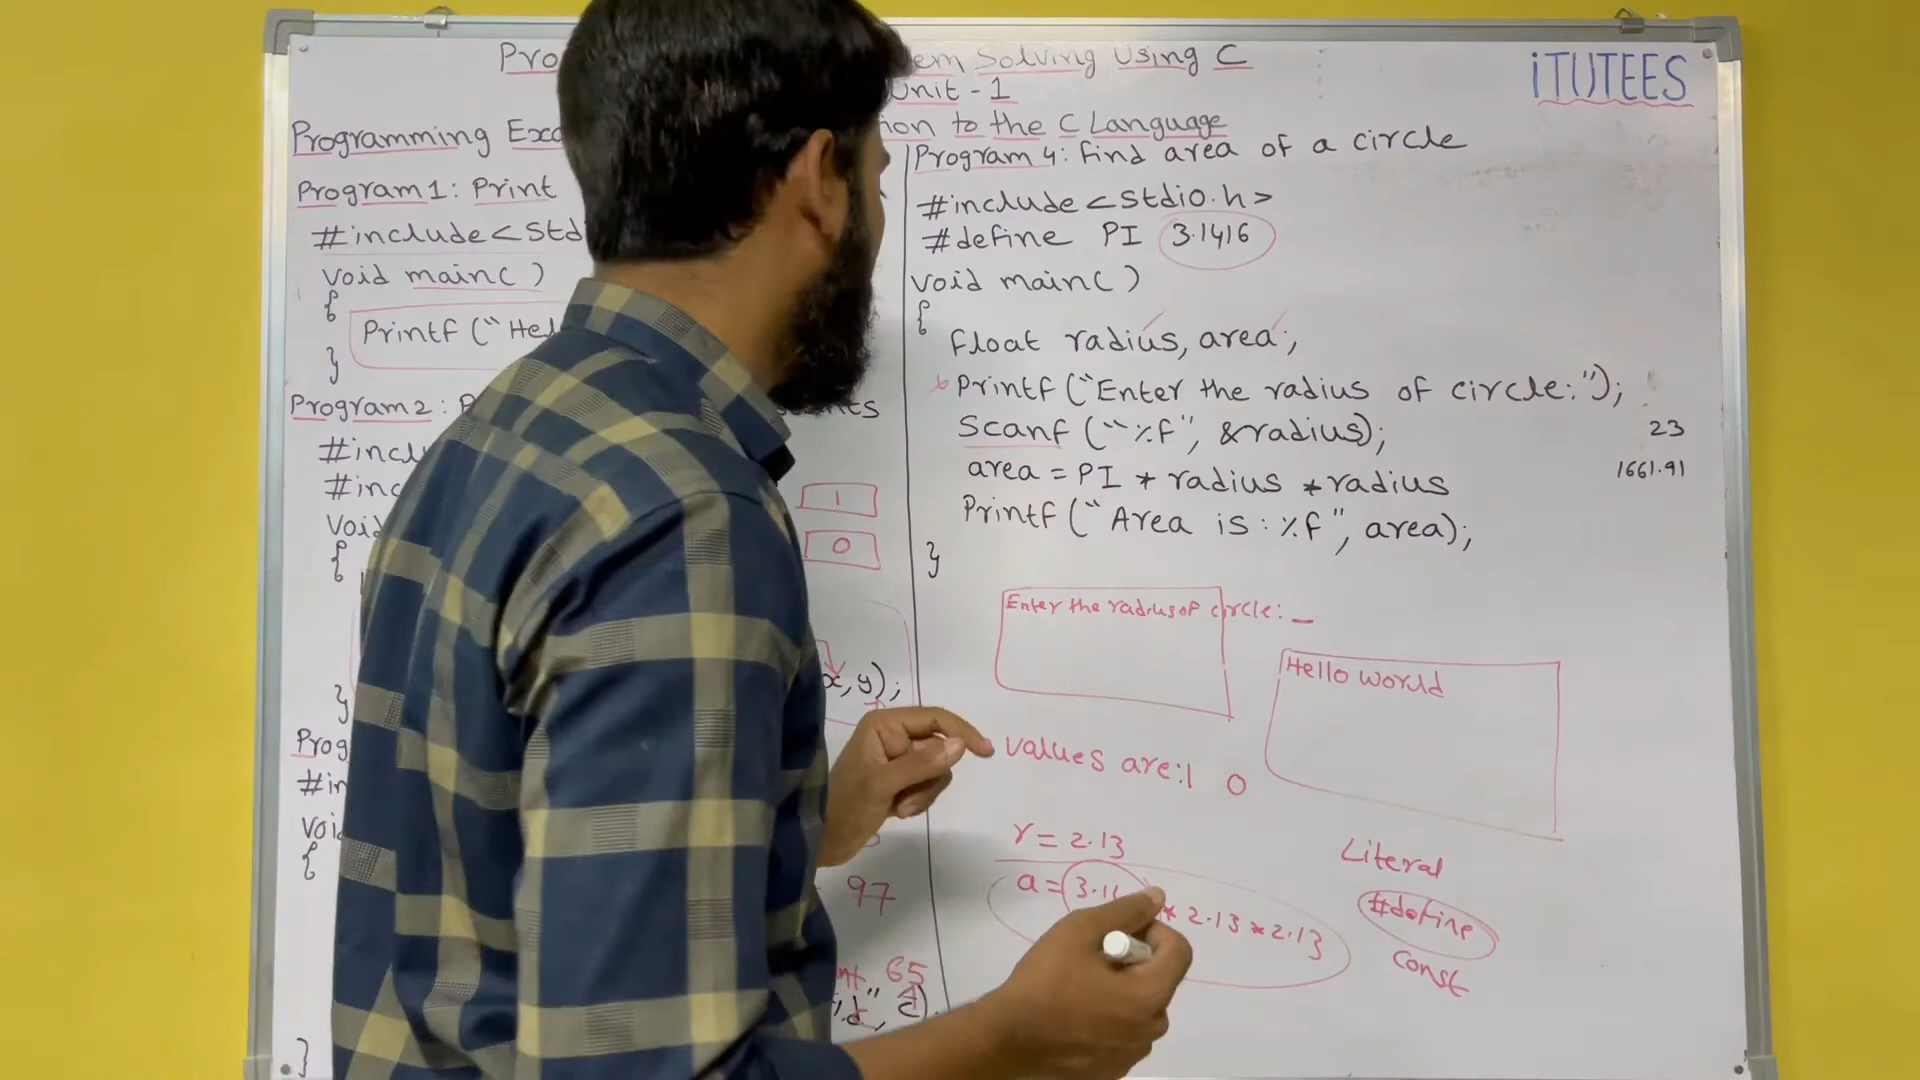 Pro em Solving Using C
Unit - 1
iTUTEES
Programming Exa ion to the C Language
Program 1: Print
#include<Std
void main( )
{
Printf ("Hel
}
Program 2: P
#inclu
#inc
Void
{
1
0
x, y);
}
Prog
#in
Voi
{
97
65
"%d", c)
}
Program 4: find area of a circle
#include<stdio.h>
#define PI 3.1416
void main( )
{
float radius, area;
Printf ("Enter the radius of circle:");
Scanf ("%f", &radius);
area = PI * radius * radius
Printf ("Area is : %f", area);
}
23
1661.91
Enter the radius of circle: _
Hello world
values are:1 0
r = 2.13
a = 3.1 * 2.13 * 2.13
Literal
#define
const